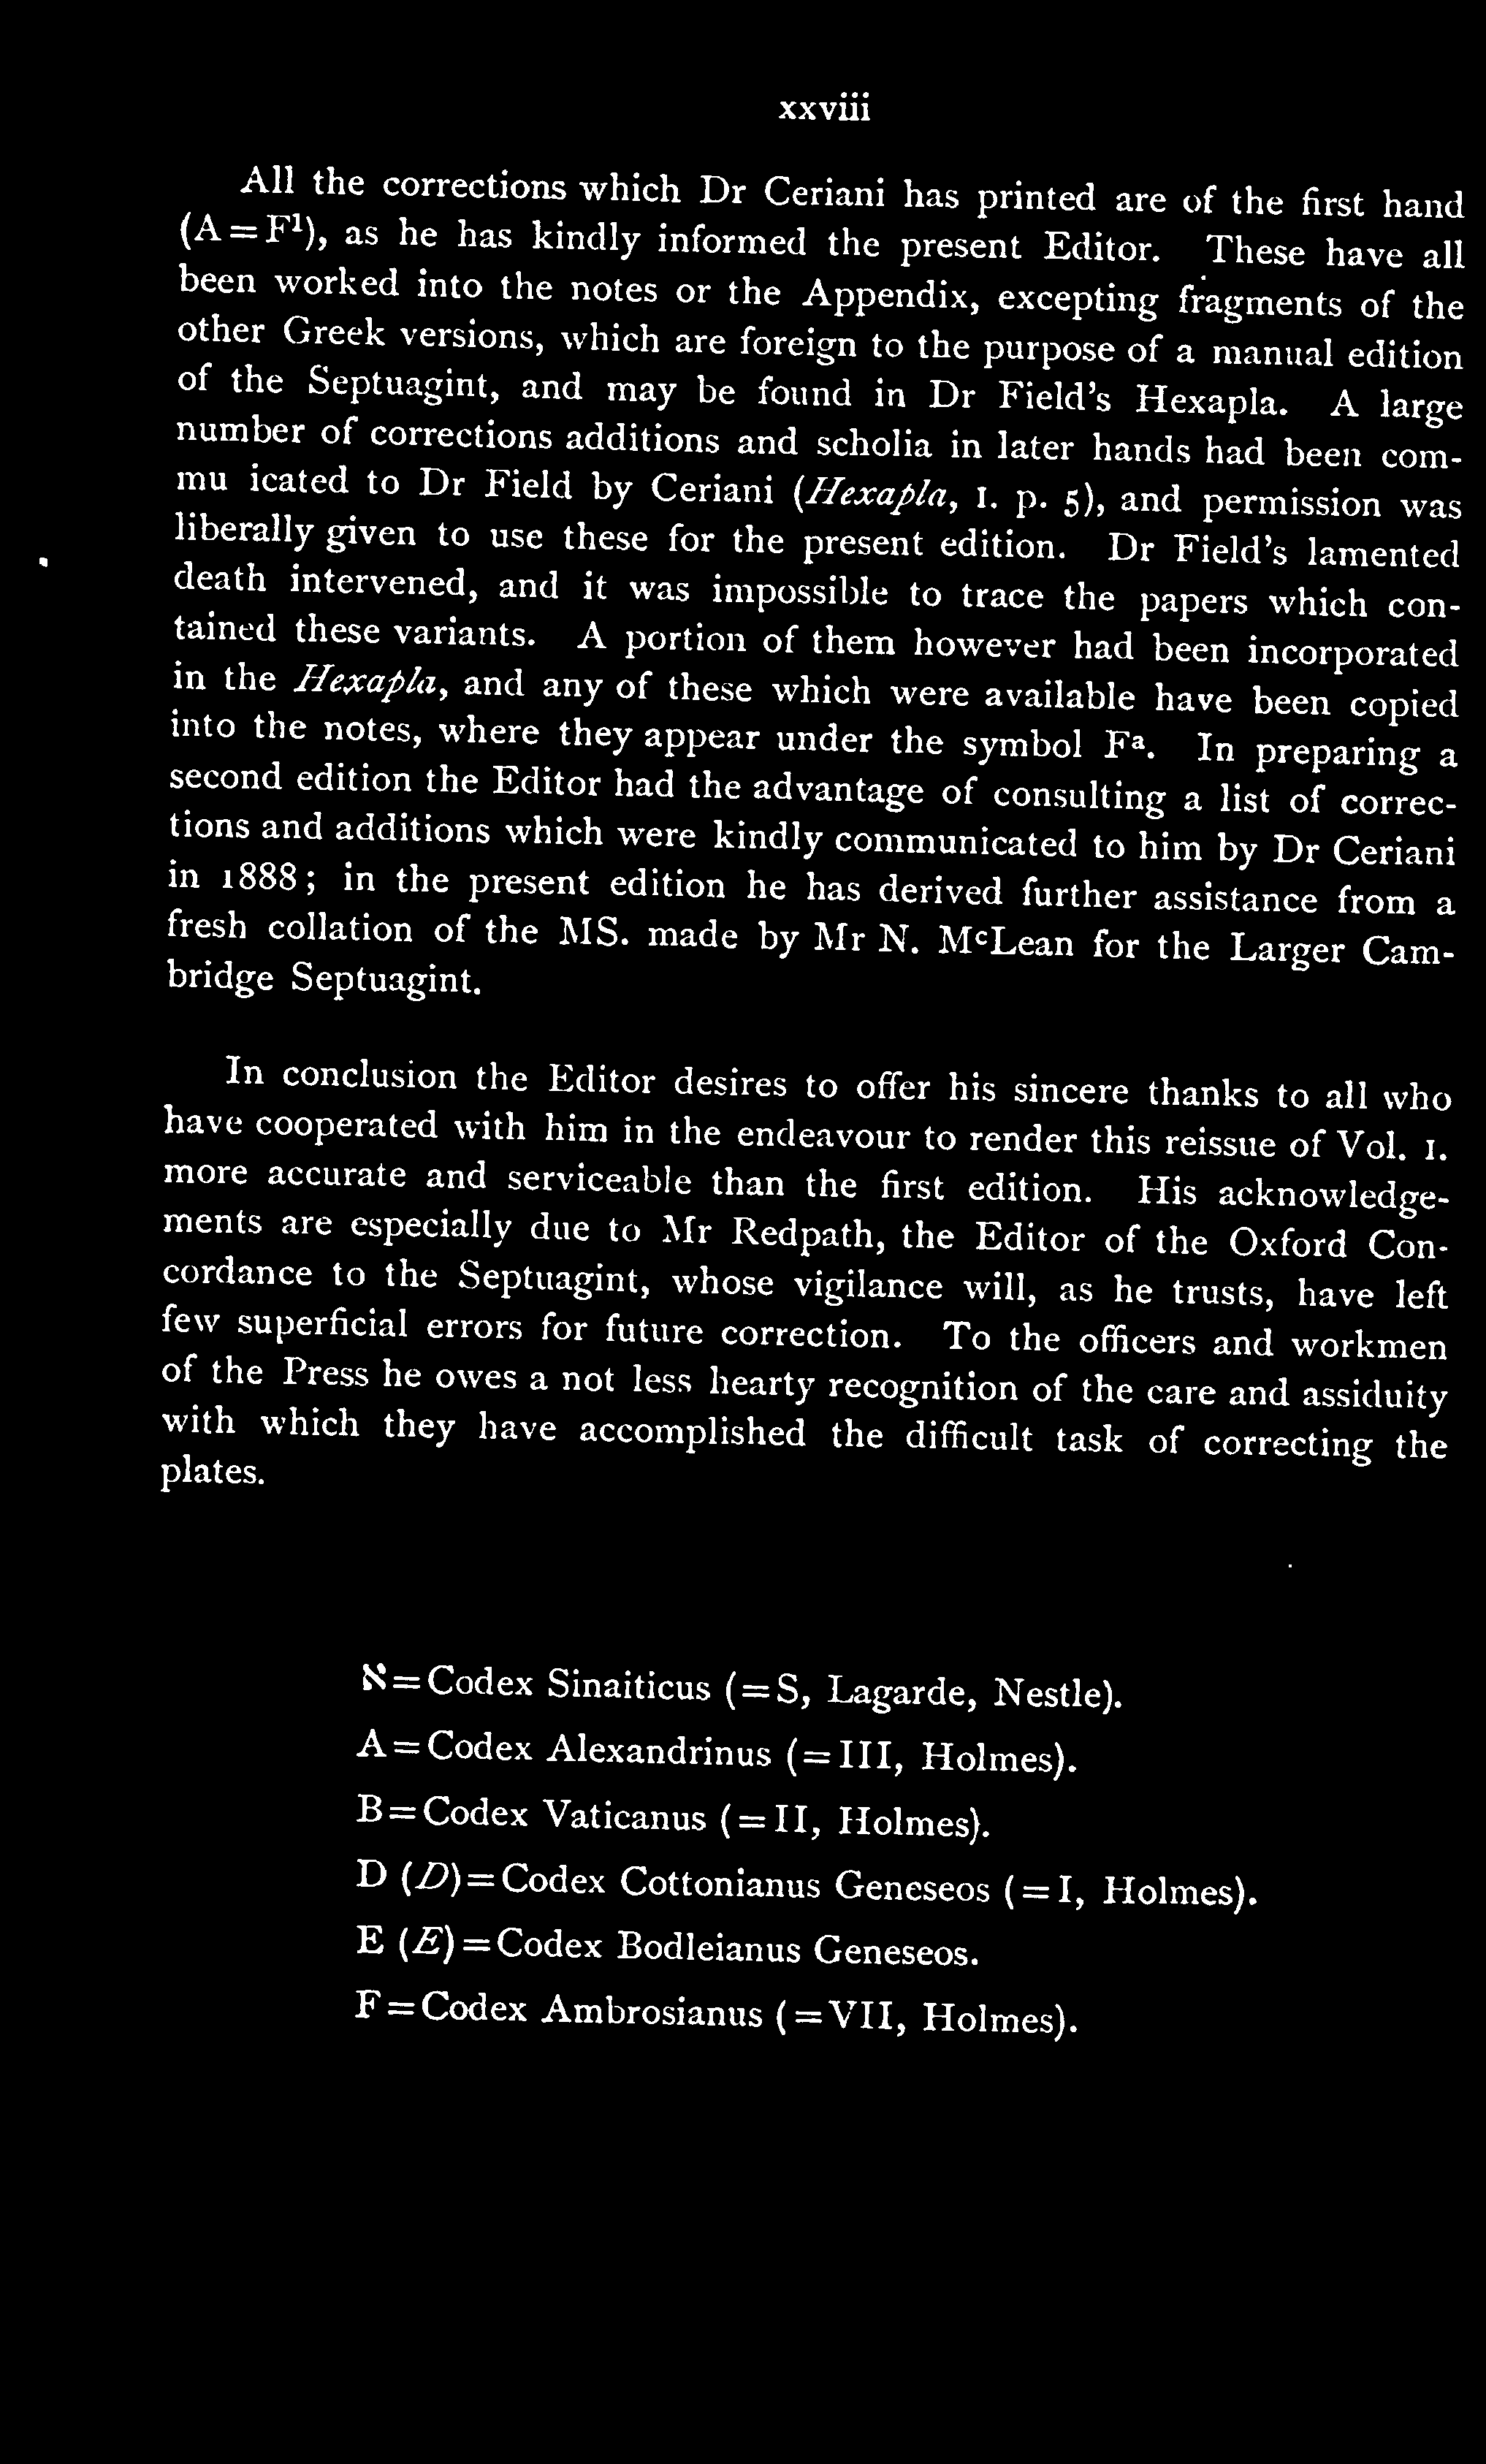 xxviii
All the corrections which Dr Ceriani has printed are of the first hand
(A=F¹), as he has kindly informed the present Editor. These have all
been worked into the notes or the Appendix, excepting fragments of the
other Greek versions, which are foreign to the purpose of a manual edition
of the Septuagint, and may be found in Dr Field's Hexapla. A large
number of corrections additions and scholia in later hands had been com-
mu icated to Dr Field by Ceriani (Hexapla, I. p. 5), and permission was
liberally given to use these for the present edition. Dr Field's lamented
death intervened, and it was impossible to trace the papers which con-
tained these variants. A portion of them however had been incorporated
in the Hexapla, and any of these which were available have been copied
into the notes, where they appear under the symbol Fᵃ. In preparing a
second edition the Editor had the advantage of consulting a list of correc-
tions and additions which were kindly communicated to him by Dr Ceriani
in 1888; in the present edition he has derived further assistance from a
fresh collation of the MS. made by Mr N. MᶜLean for the Larger Cam-
bridge Septuagint.
In conclusion the Editor desires to offer his sincere thanks to all who
have cooperated with him in the endeavour to render this reissue of Vol. I.
more accurate and serviceable than the first edition. His acknowledge-
ments are especially due to Mr Redpath, the Editor of the Oxford Con-
cordance to the Septuagint, whose vigilance will, as he trusts, have left
few superficial errors for future correction. To the officers and workmen
of the Press he owes a not less hearty recognition of the care and assiduity
with which they have accomplished the difficult task of correcting the
plates.
א=Codex Sinaiticus (=S, Lagarde, Nestle).
A=Codex Alexandrinus (=III, Holmes).
B=Codex Vaticanus (=II, Holmes).
D (D)=Codex Cottonianus Geneseos (=I, Holmes).
E (E)=Codex Bodleianus Geneseos.
F=Codex Ambrosianus (=VII, Holmes).